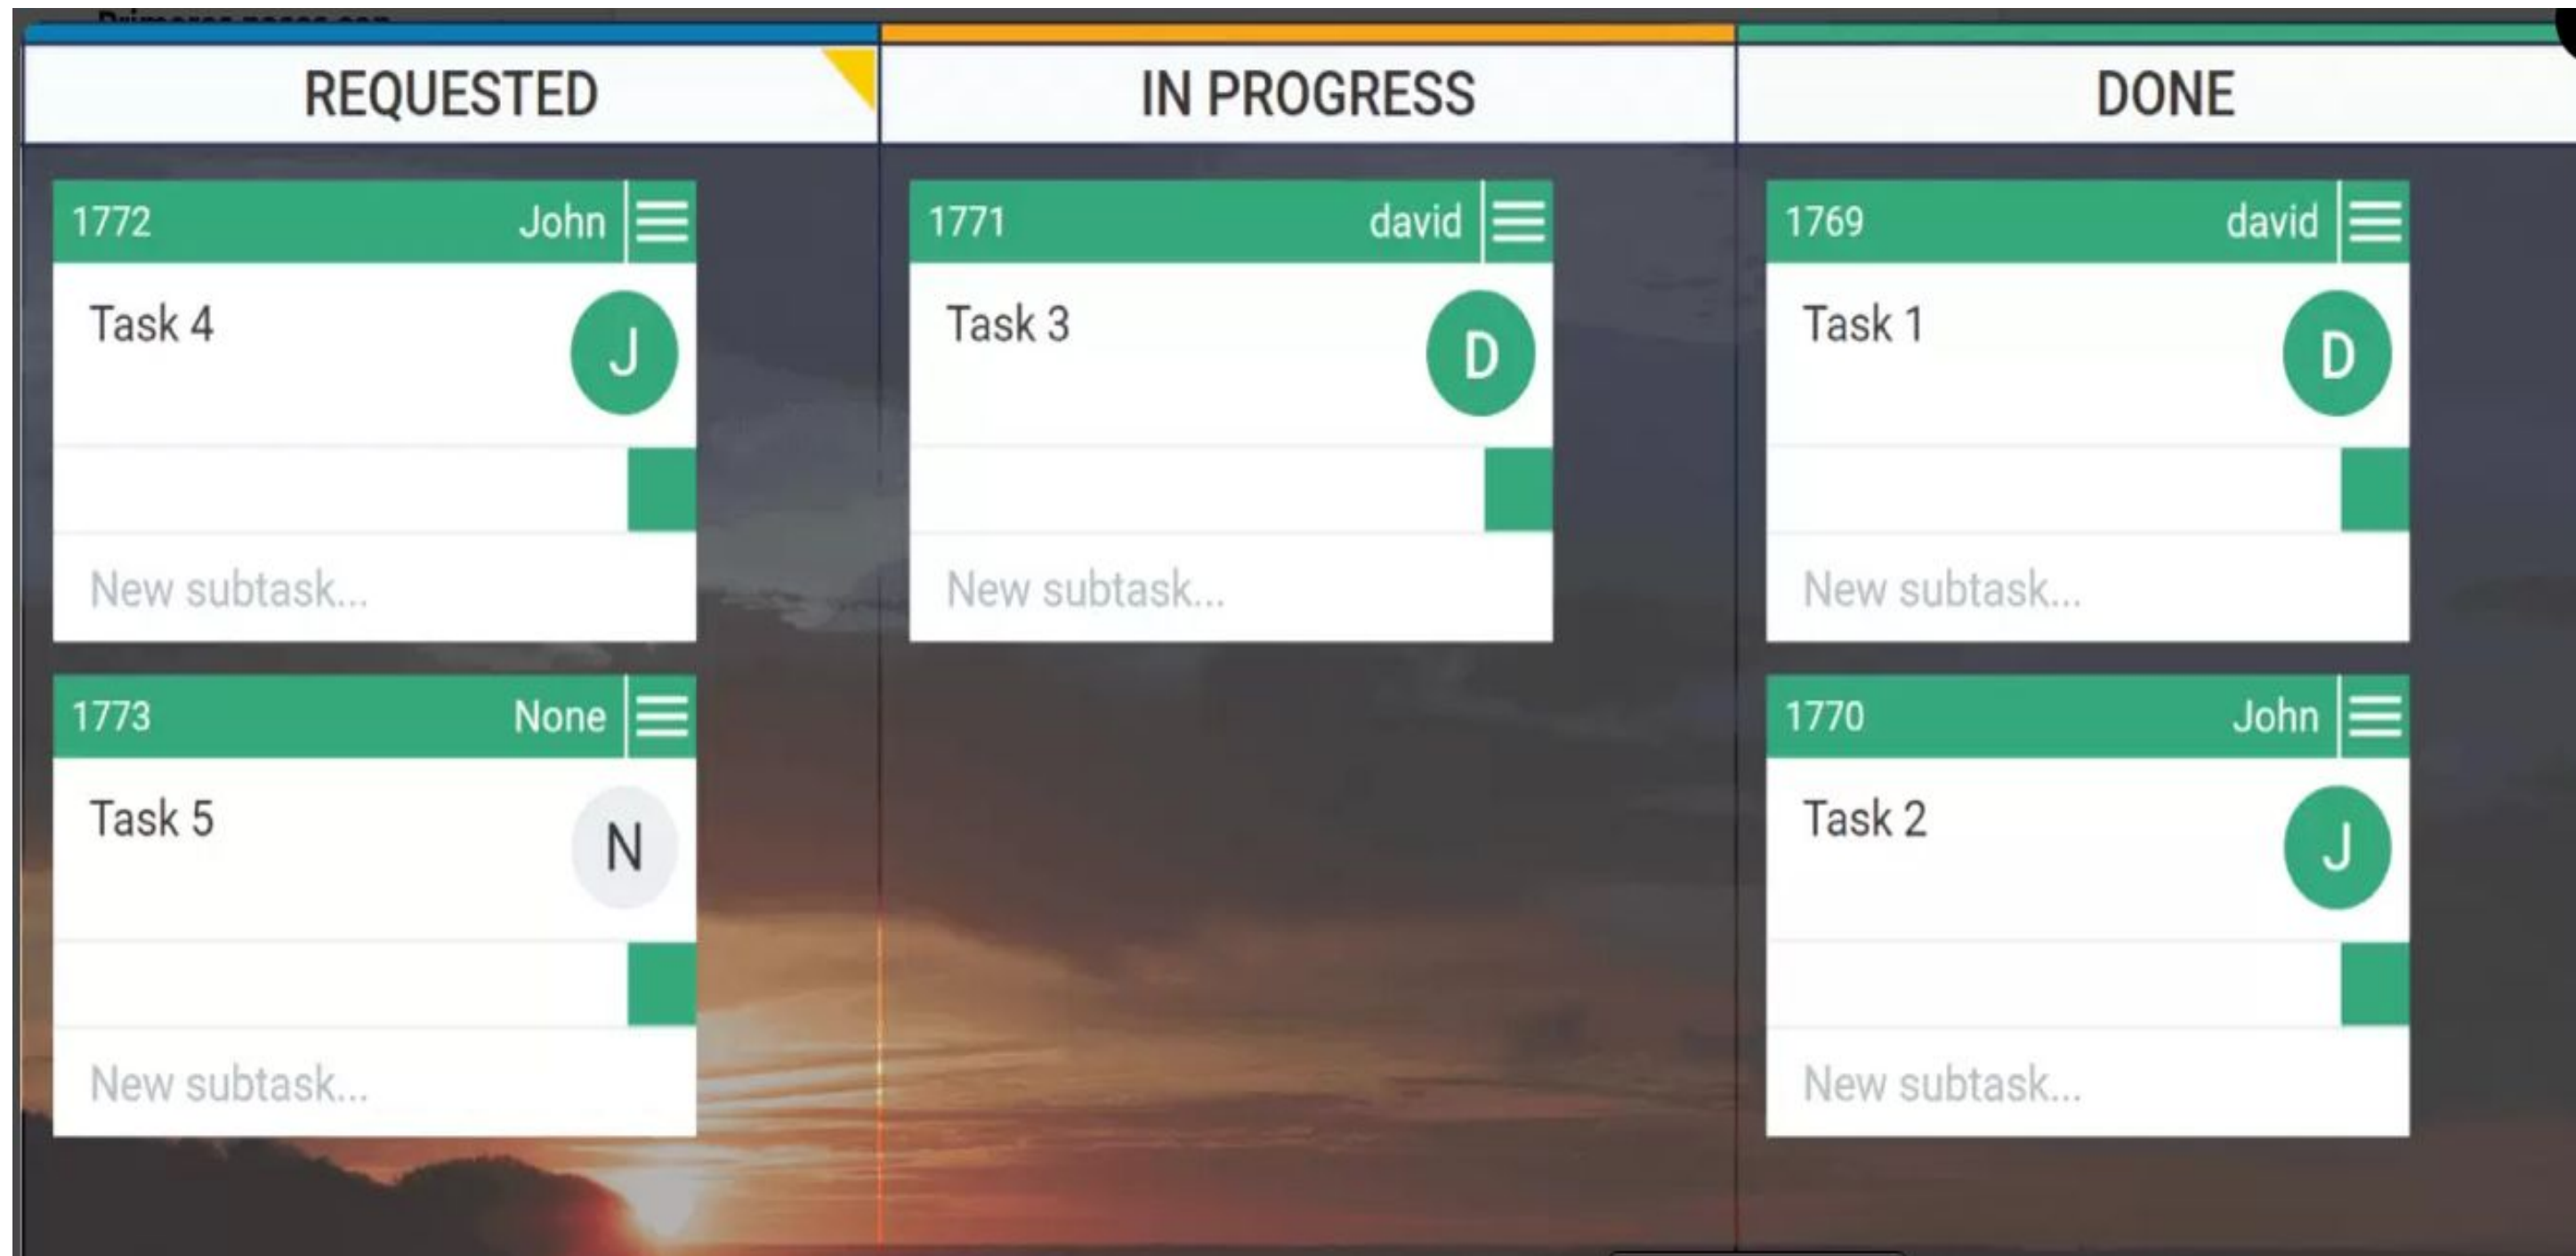 REQUESTED
IN PROGRESS
DONE
1772 John
Task 4
J
New subtask...
1773 None
Task 5
N
New subtask...
1771 david
Task 3
D
New subtask...
1769 david
Task 1
D
New subtask...
1770 John
Task 2
J
New subtask...